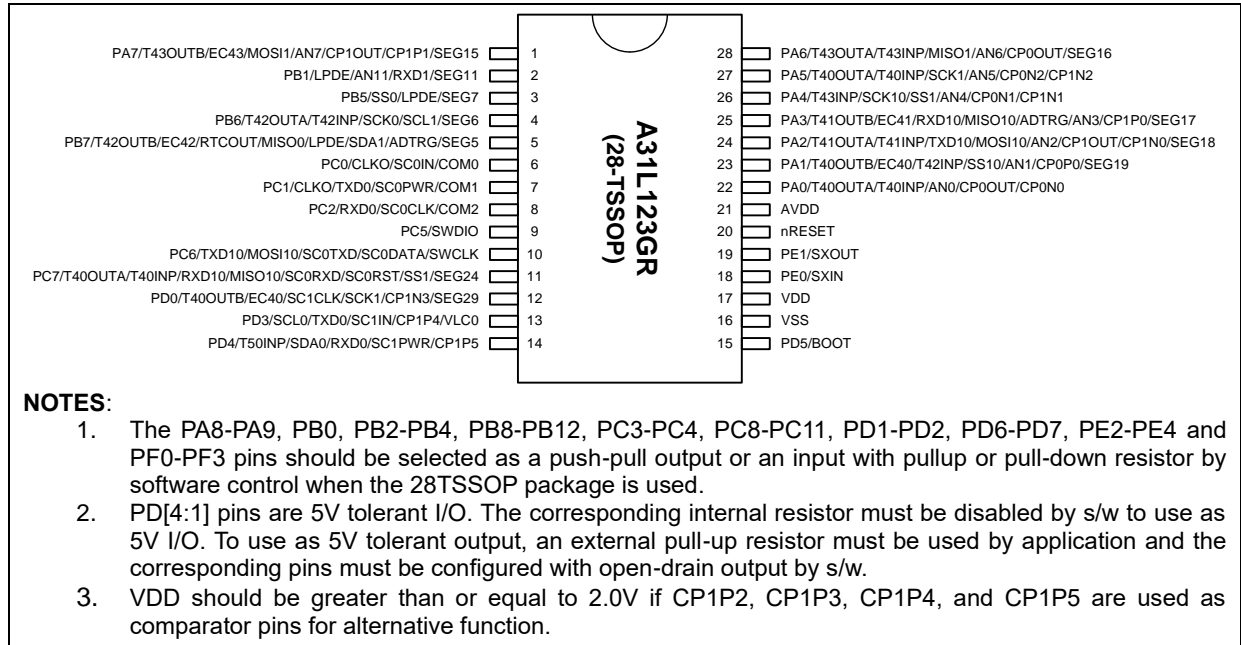 PA7/T43OUTB/EC43/MOSI1/AN7/CP1OUT/CP1P1/SEG15 1
PB1/LPDE/AN11/RXD1/SEG11 2
PB5/SS0/LPDE/SEG7 3
PB6/T42OUTA/T42INP/SCK0/SCL1/SEG6 4
PB7/T42OUTB/EC42/RTCOUT/MISO0/LPDE/SDA1/ADTRG/SEG5 5
PC0/CLKO/SC0IN/COM0 6
PC1/CLKO/TXD0/SC0PWR/COM1 7
PC2/RXD0/SC0CLK/COM2 8
PC5/SWDIO 9
PC6/TXD10/MOSI10/SC0TXD/SC0DATA/SWCLK 10
PC7/T40OUTA/T40INP/RXD10/MISO10/SC0RXD/SC0RST/SS1/SEG24 11
PD0/T40OUTB/EC40/SC1CLK/SCK1/CP1N3/SEG29 12
PD3/SCL0/TXD0/SC1IN/CP1P4/VLC0 13
PD4/T50INP/SDA0/RXD0/SC1PWR/CP1P5 14
A31L123GR
(28-TSSOP)
28 PA6/T43OUTA/T43INP/MISO1/AN6/CP0OUT/SEG16
27 PA5/T40OUTA/T40INP/SCK1/AN5/CP0N2/CP1N2
26 PA4/T43INP/SCK10/SS1/AN4/CP0N1/CP1N1
25 PA3/T41OUTB/EC41/RXD10/MISO10/ADTRG/AN3/CP1P0/SEG17
24 PA2/T41OUTA/T41INP/TXD10/MOSI10/AN2/CP1OUT/CP1N0/SEG18
23 PA1/T40OUTB/EC40/T42INP/SS10/AN1/CP0P0/SEG19
22 PA0/T40OUTA/T40INP/AN0/CP0OUT/CP0N0
21 AVDD
20 nRESET
19 PE1/SXOUT
18 PE0/SXIN
17 VDD
16 VSS
15 PD5/BOOT
NOTES:
1. The PA8-PA9, PB0, PB2-PB4, PB8-PB12, PC3-PC4, PC8-PC11, PD1-PD2, PD6-PD7, PE2-PE4 and
PF0-PF3 pins should be selected as a push-pull output or an input with pullup or pull-down resistor by
software control when the 28TSSOP package is used.
2. PD[4:1] pins are 5V tolerant I/O. The corresponding internal resistor must be disabled by s/w to use as
5V I/O. To use as 5V tolerant output, an external pull-up resistor must be used by application and the
corresponding pins must be configured with open-drain output by s/w.
3. VDD should be greater than or equal to 2.0V if CP1P2, CP1P3, CP1P4, and CP1P5 are used as
comparator pins for alternative function.